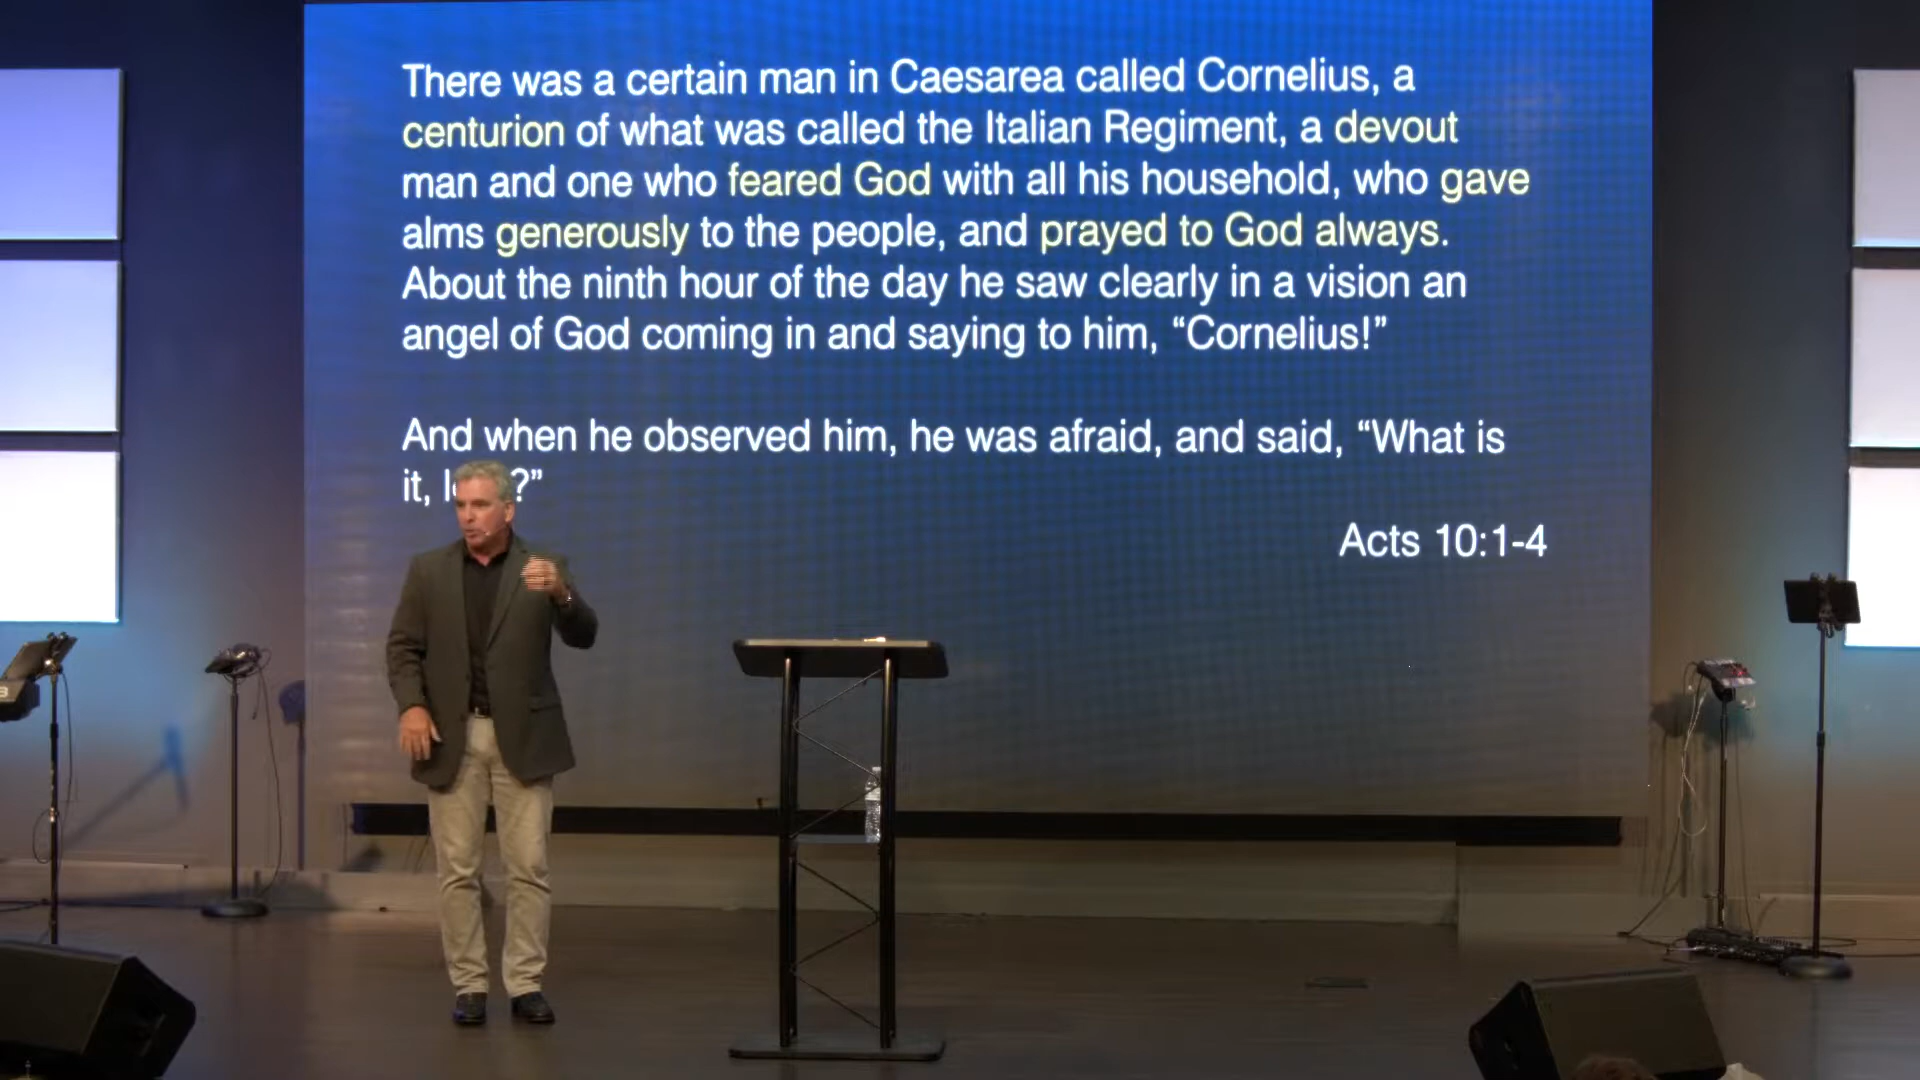 There was a certain man in Caesarea called Cornelius, a
centurion of what was called the Italian Regiment, a devout
man and one who feared God with all his household, who gave
alms generously to the people, and prayed to God always.
About the ninth hour of the day he saw clearly in a vision an
angel of God coming in and saying to him, “Cornelius!”
And when he observed him, he was afraid, and said, “What is
it,
Acts 10:1-4